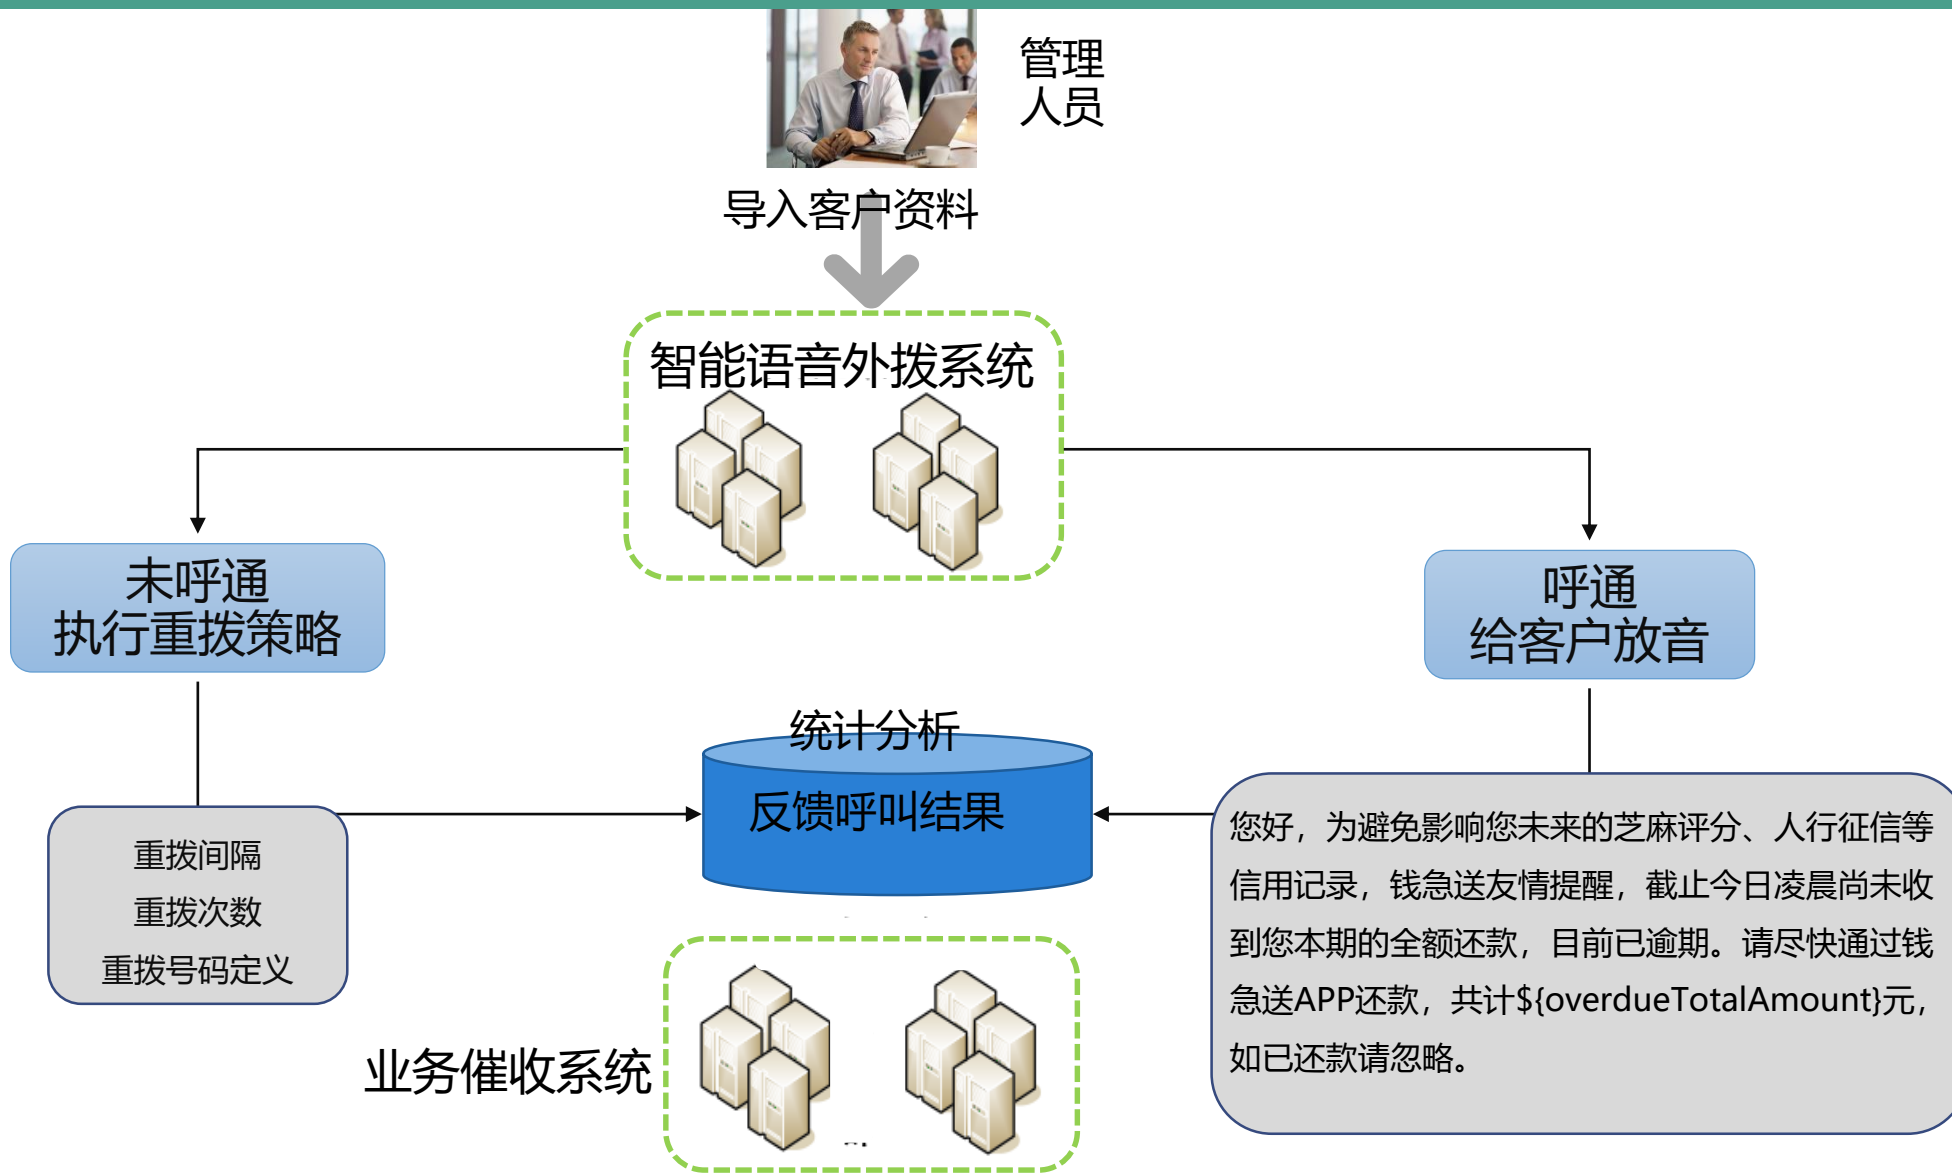 管理
人员
导入客户资料
智能语音外拨系统
未呼通
执行重拨策略
呼通
给客户放音
统计分析
反馈呼叫结果
重拨间隔
重拨次数
重拨号码定义
您好，为避免影响您未来的芝麻评分、人行征信等
信用记录，钱急送友情提醒，截止今日凌晨尚未收
到您本期的全额还款，目前已逾期。请尽快通过钱
急送APP还款，共计${overdueTotalAmount}元，
如已还款请忽略。
业务催收系统